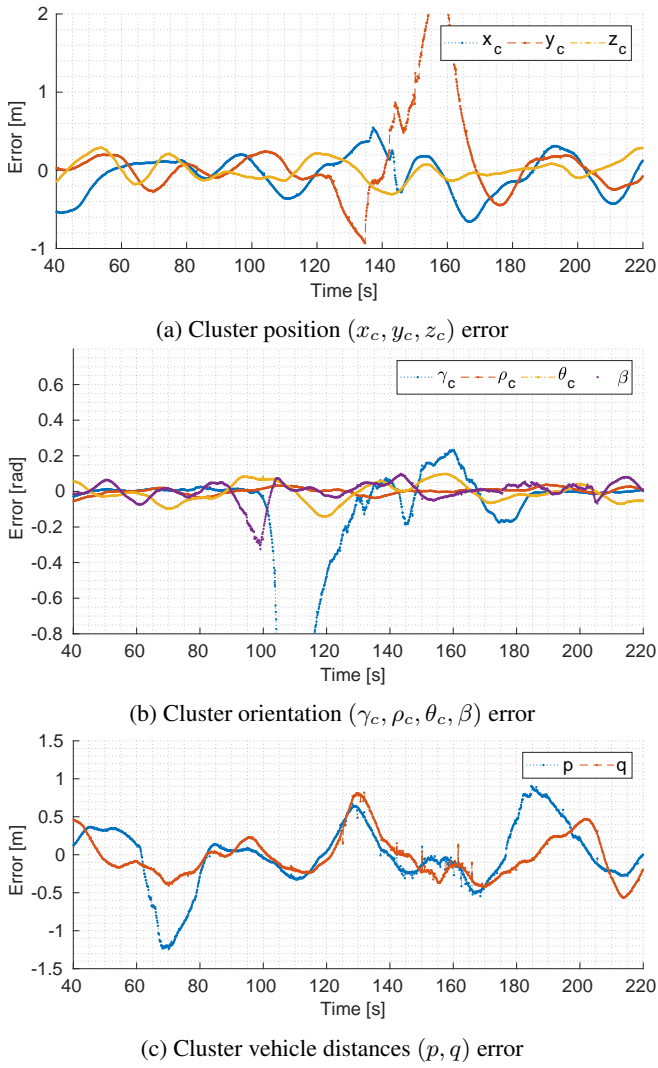 2
1
0
-1
Error [m]
x_c y_c z_c
40 60 80 100 120 140 160 180 200 220
Time [s]
(a) Cluster position (x_c, y_c, z_c) error
0.6
0.4
0.2
0
-0.2
-0.4
-0.6
-0.8
Error [rad]
γ_c ρ_c θ_c β
40 60 80 100 120 140 160 180 200 220
Time [s]
(b) Cluster orientation (γ_c, ρ_c, θ_c, β) error
1.5
1
0.5
0
-0.5
-1
-1.5
Error [m]
p q
40 60 80 100 120 140 160 180 200 220
Time [s]
(c) Cluster vehicle distances (p, q) error